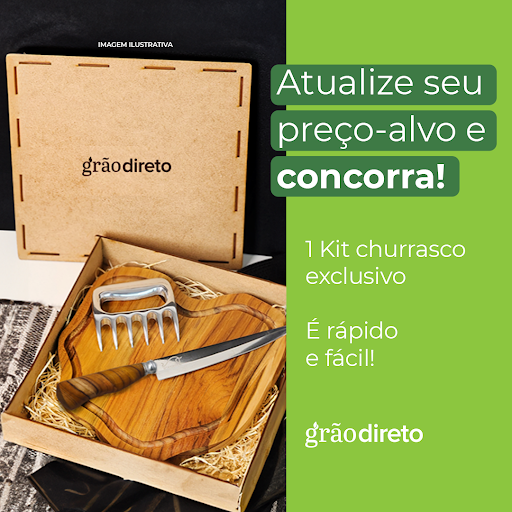 IMAGEM ILUSTRATIVA
grãodireto
Atualize seu
preço-alvo e
concorra!
1 Kit churrasco
exclusivo
É rápido
e fácil!
grãodireto